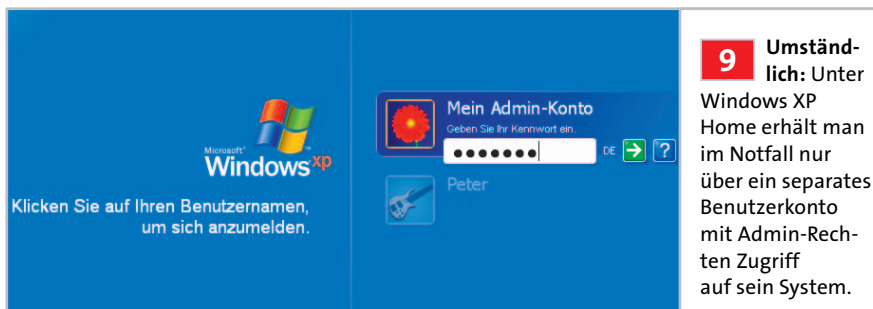 Microsoft®
Windows xp
Klicken Sie auf Ihren Benutzernamen,
um sich anzumelden.
Mein Admin-Konto
Geben Sie Ihr Kennwort ein.
●●●●●●●
DE
?
Peter
9
Umständ-
lich: Unter
Windows XP
Home erhält man
im Notfall nur
über ein separates
Benutzerkonto
mit Admin-Rech-
ten Zugriff
auf sein System.